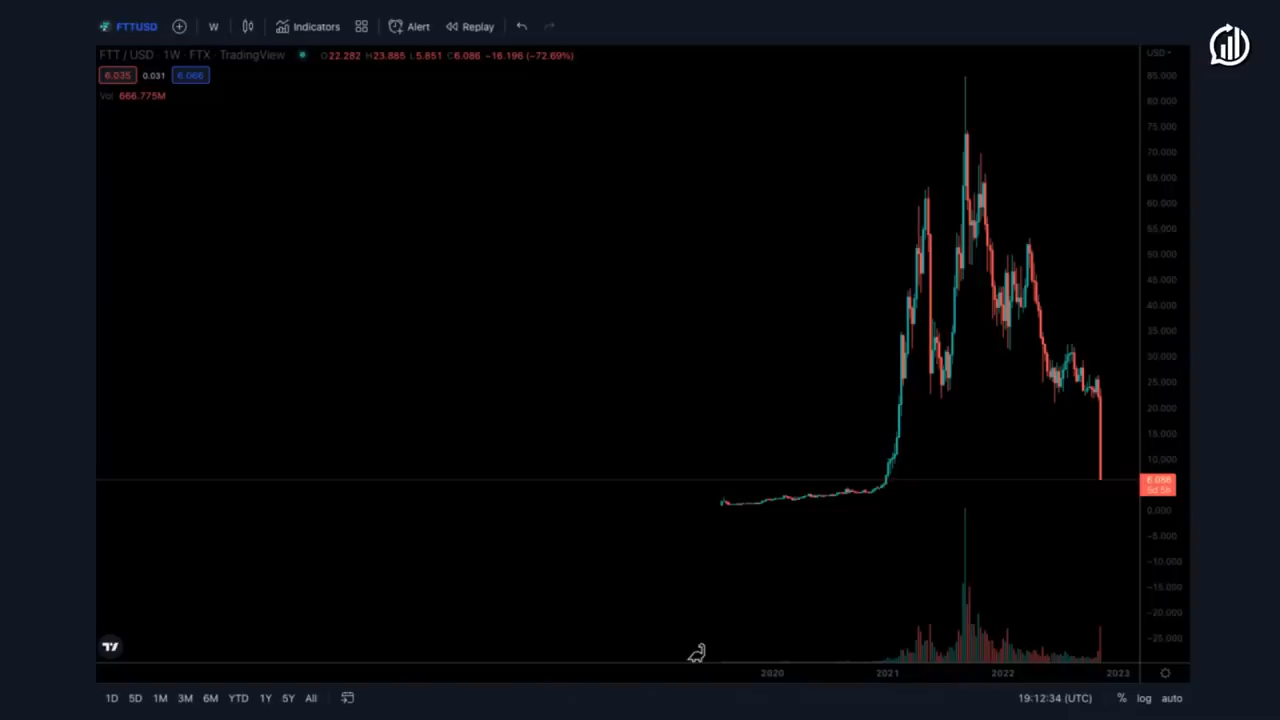 FTTUSD W Indicators Alert Replay
FTT / USD · 1W · FTX · TradingView O22.282 H23.885 L5.851 C6.086 −16.196 (−72.69%)
6.035 0.031 6.066
Vol 666.775M
USD
85.000
80.000
75.000
70.000
65.000
60.000
55.000
50.000
45.000
40.000
35.000
30.000
25.000
20.000
15.000
10.000
6.086
5d 5h
0.000
−5.000
−10.000
−15.000
−20.000
−25.000
2020 2021 2022 2023
1D 5D 1M 3M 6M YTD 1Y 5Y All 19:12:34 (UTC) % log auto